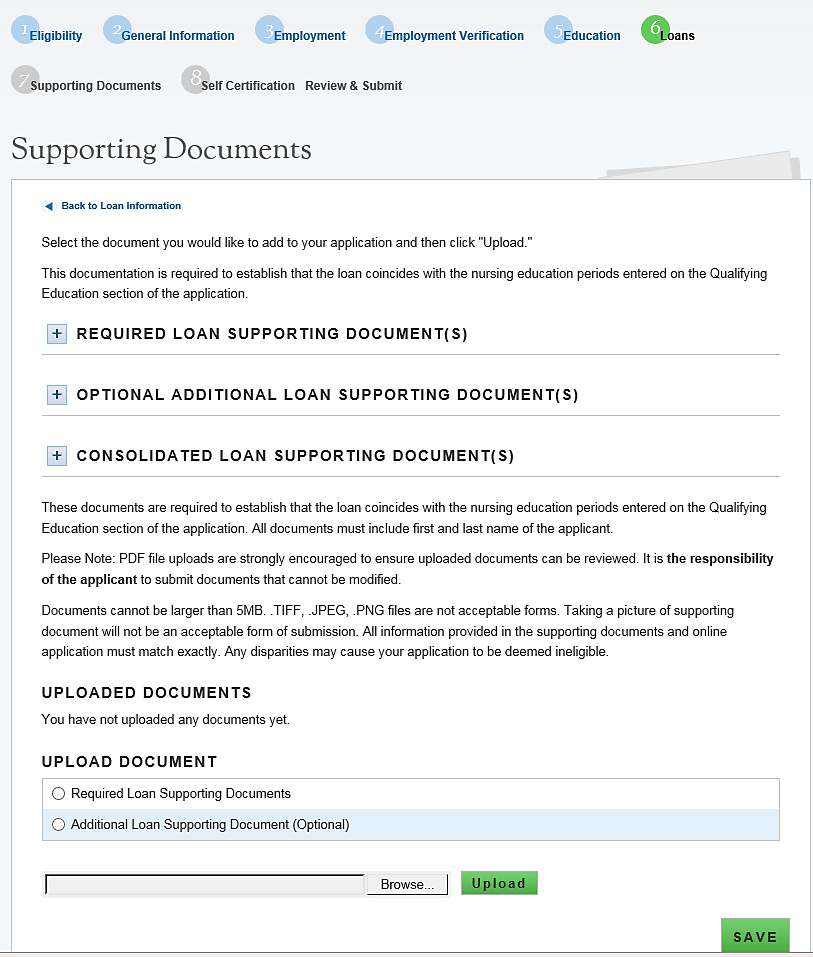 1 Eligibility 2 General Information 3 Employment 4 Employment Verification 5 Education 6 Loans
7 Supporting Documents 8 Self Certification Review & Submit
Supporting Documents
Back to Loan Information
Select the document you would like to add to your application and then click "Upload."
This documentation is required to establish that the loan coincides with the nursing education periods entered on the Qualifying
Education section of the application.
+ REQUIRED LOAN SUPPORTING DOCUMENT(S)
+ OPTIONAL ADDITIONAL LOAN SUPPORTING DOCUMENT(S)
+ CONSOLIDATED LOAN SUPPORTING DOCUMENT(S)
These documents are required to establish that the loan coincides with the nursing education periods entered on the Qualifying
Education section of the application. All documents must include first and last name of the applicant.
Please Note: PDF file uploads are strongly encouraged to ensure uploaded documents can be reviewed. It is the responsibility
of the applicant to submit documents that cannot be modified.
Documents cannot be larger than 5MB. .TIFF, .JPEG, .PNG files are not acceptable forms. Taking a picture of supporting
document will not be an acceptable form of submission. All information provided in the supporting documents and online
application must match exactly. Any disparities may cause your application to be deemed ineligible.
UPLOADED DOCUMENTS
You have not uploaded any documents yet.
UPLOAD DOCUMENT
Required Loan Supporting Documents
Additional Loan Supporting Document (Optional)
Browse... Upload
SAVE